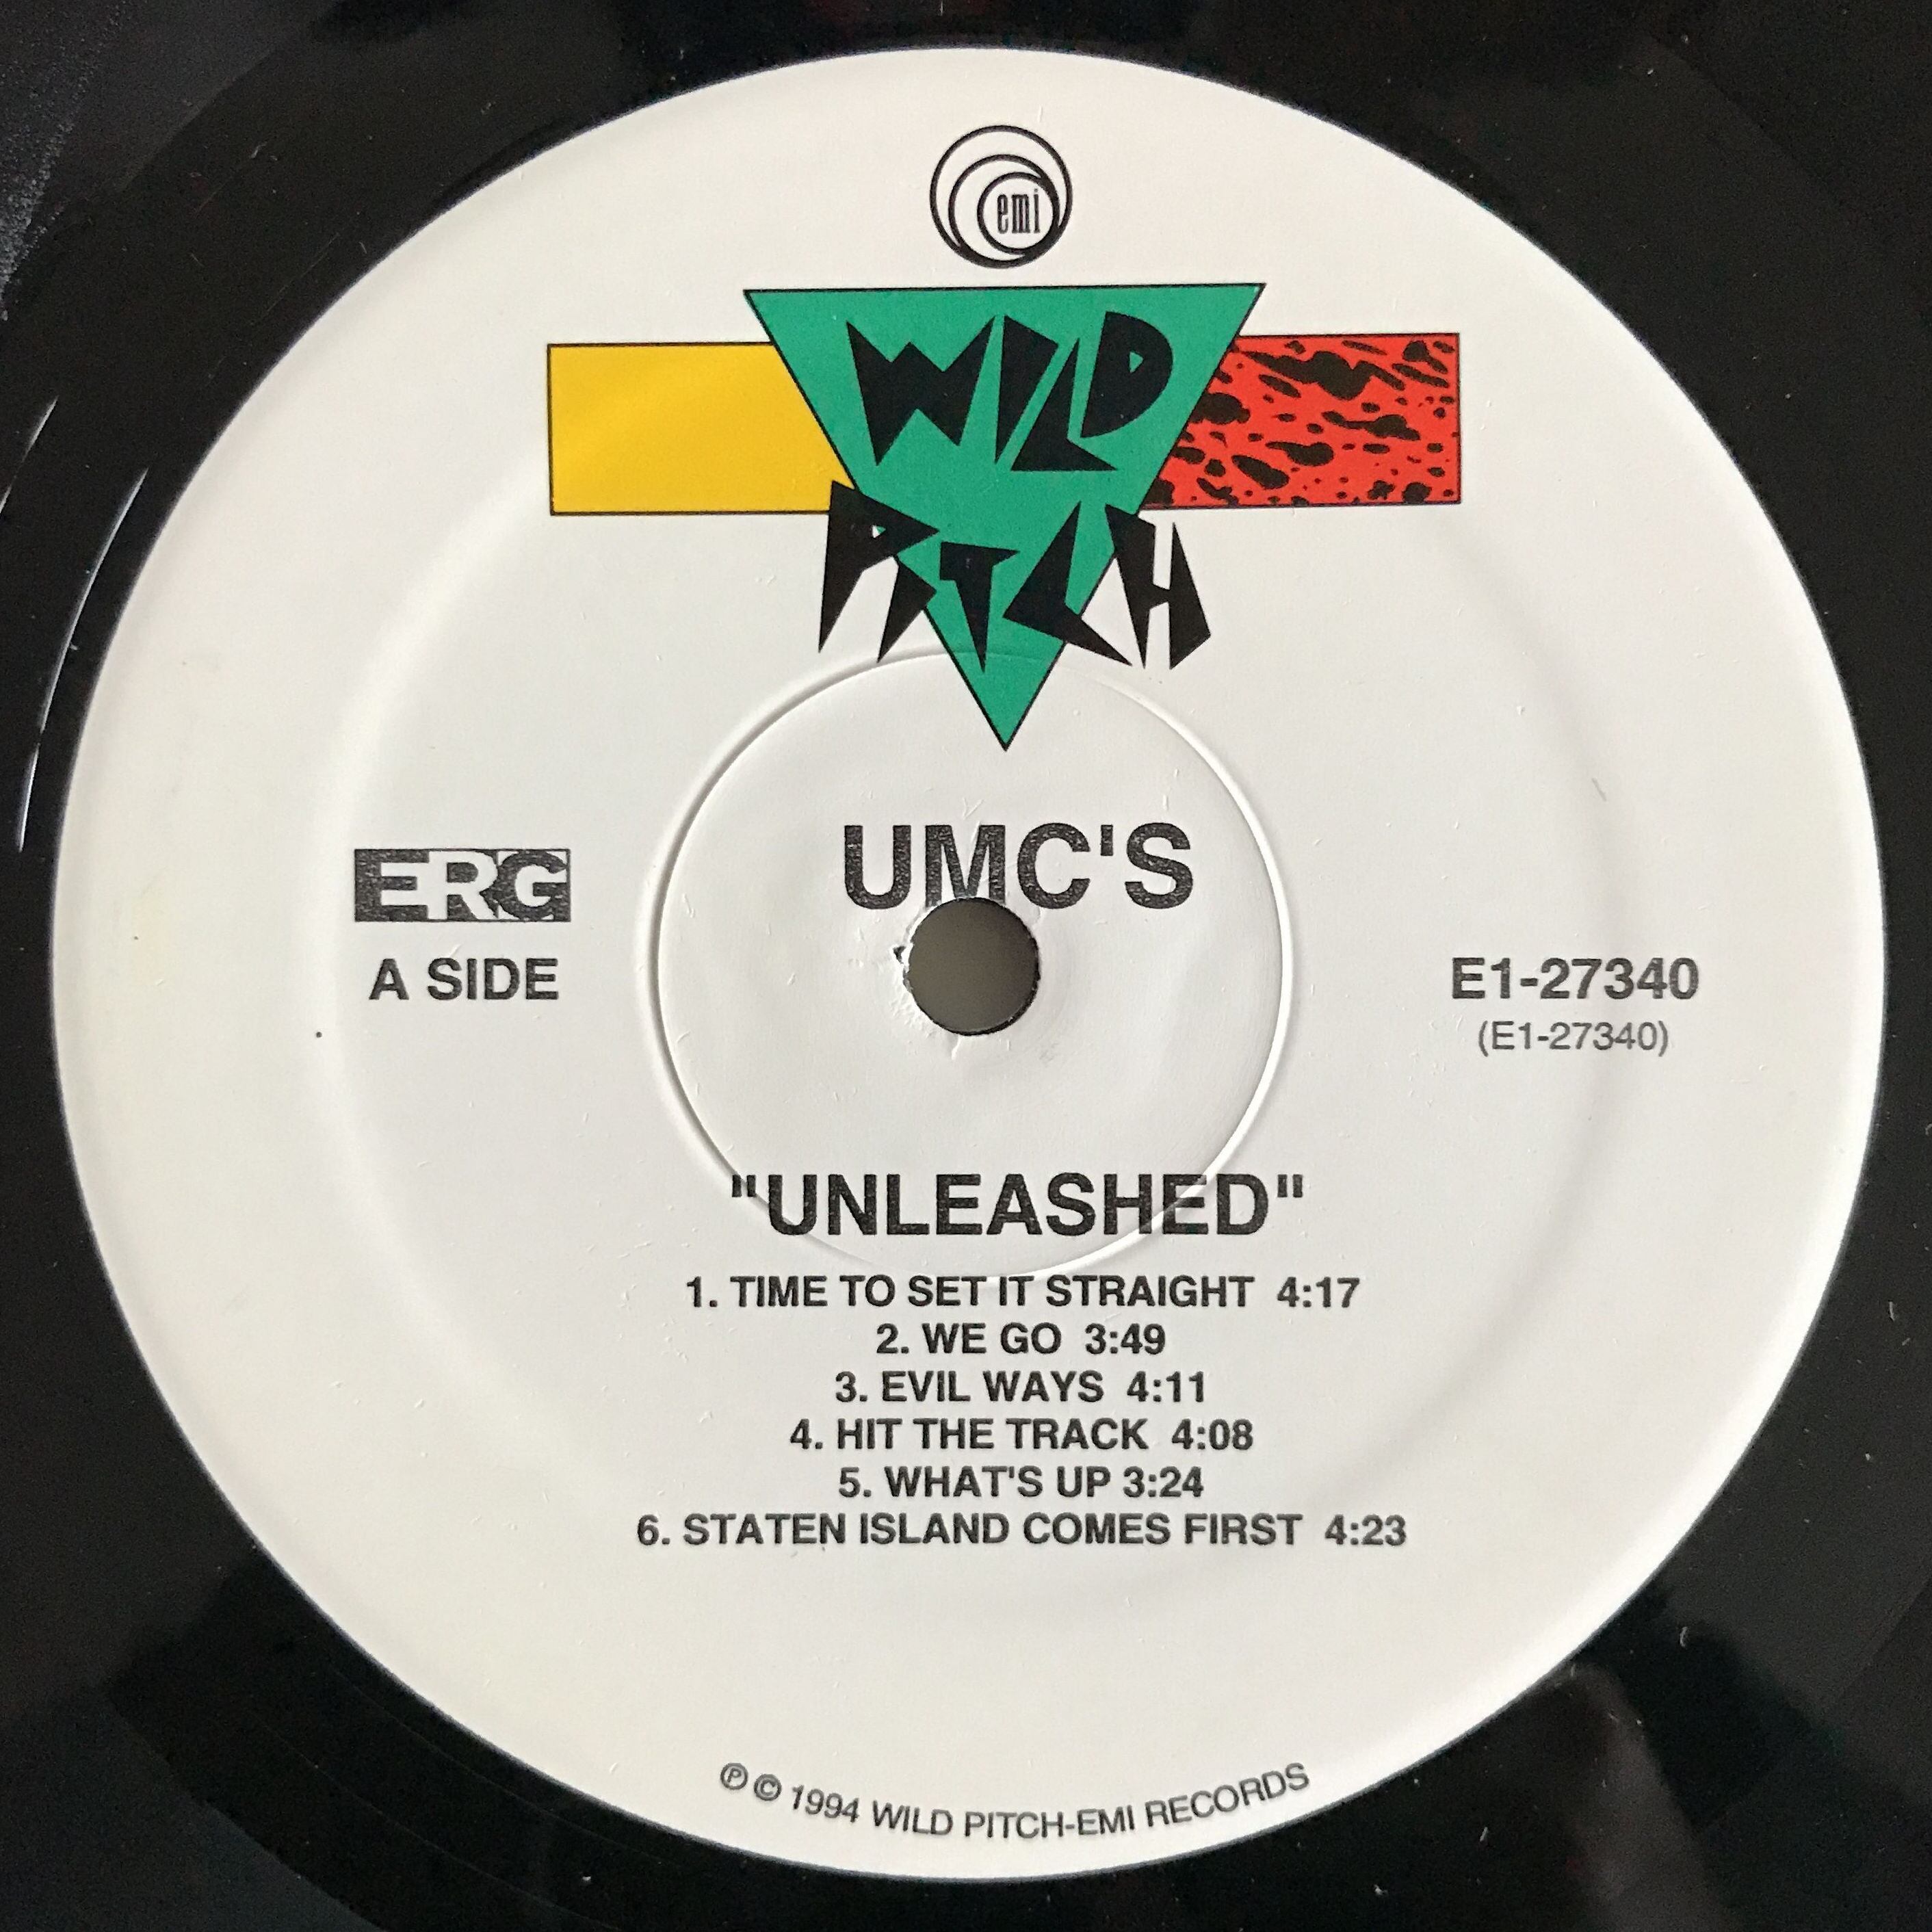 emi
WILD
PITCH
UMC'S
ERG
A SIDE
E1-27340
(E1-27340)
"UNLEASHED"
1. TIME TO SET IT STRAIGHT 4:17
2. WE GO 3:49
3. EVIL WAYS 4:11
4. HIT THE TRACK 4:08
5. WHAT'S UP 3:24
6. STATEN ISLAND COMES FIRST 4:23
℗ © 1994 WILD PITCH-EMI RECORDS